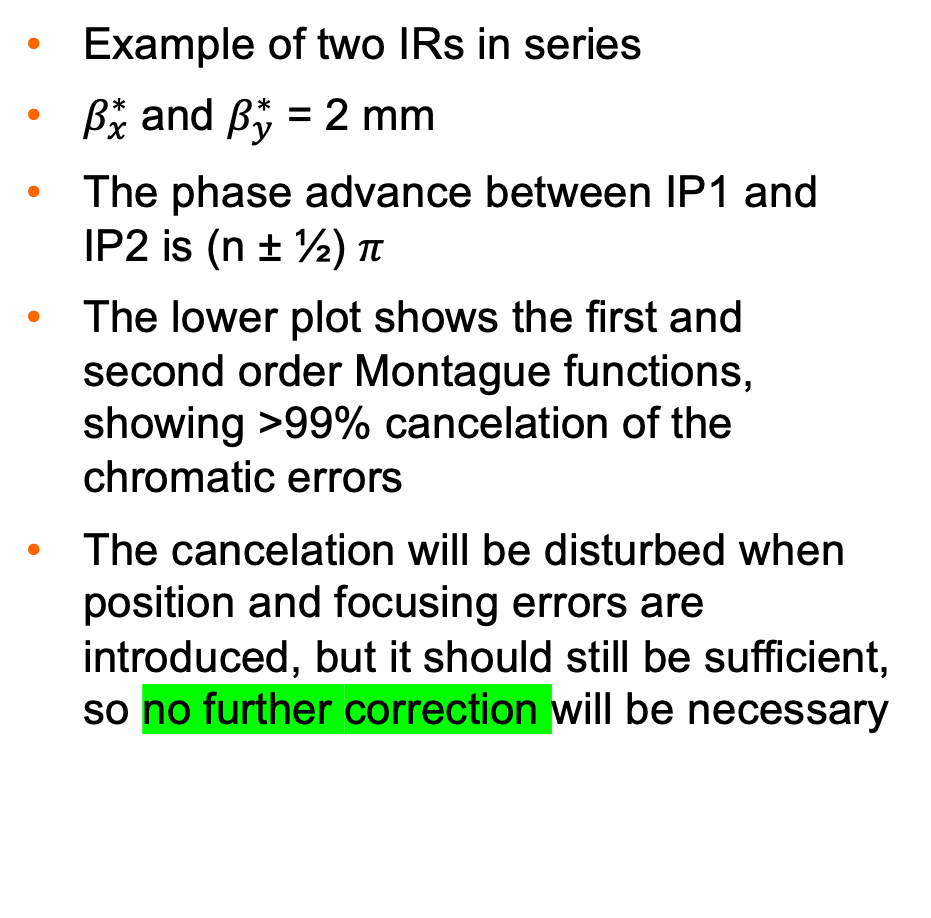 • Example of two IRs in series
• βx* and βy* = 2 mm
• The phase advance between IP1 and
IP2 is (n ± ½) π
• The lower plot shows the first and
second order Montague functions,
showing >99% cancelation of the
chromatic errors
• The cancelation will be disturbed when
position and focusing errors are
introduced, but it should still be sufficient,
so no further correction will be necessary